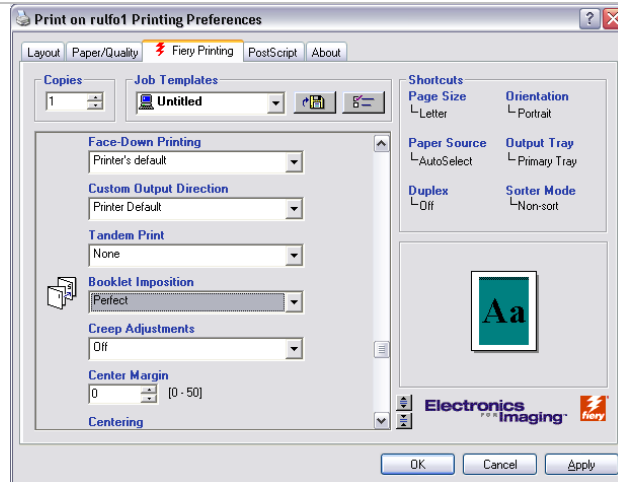 Print on rulfo1 Printing Preferences
Layout
Paper/Quality
Fiery Printing
PostScript
About
Copies
1
Job Templates
Untitled
Face-Down Printing
Printer's default
Custom Output Direction
Printer Default
Tandem Print
None
Booklet Imposition
Perfect
Creep Adjustments
Off
Center Margin
0 [0 - 50]
Centering
Shortcuts
Page Size
Letter
Orientation
Portrait
Paper Source
AutoSelect
Output Tray
Primary Tray
Duplex
Off
Sorter Mode
Non-sort
Aa
Electronics
FOR Imaging™
fiery
OK
Cancel
Apply